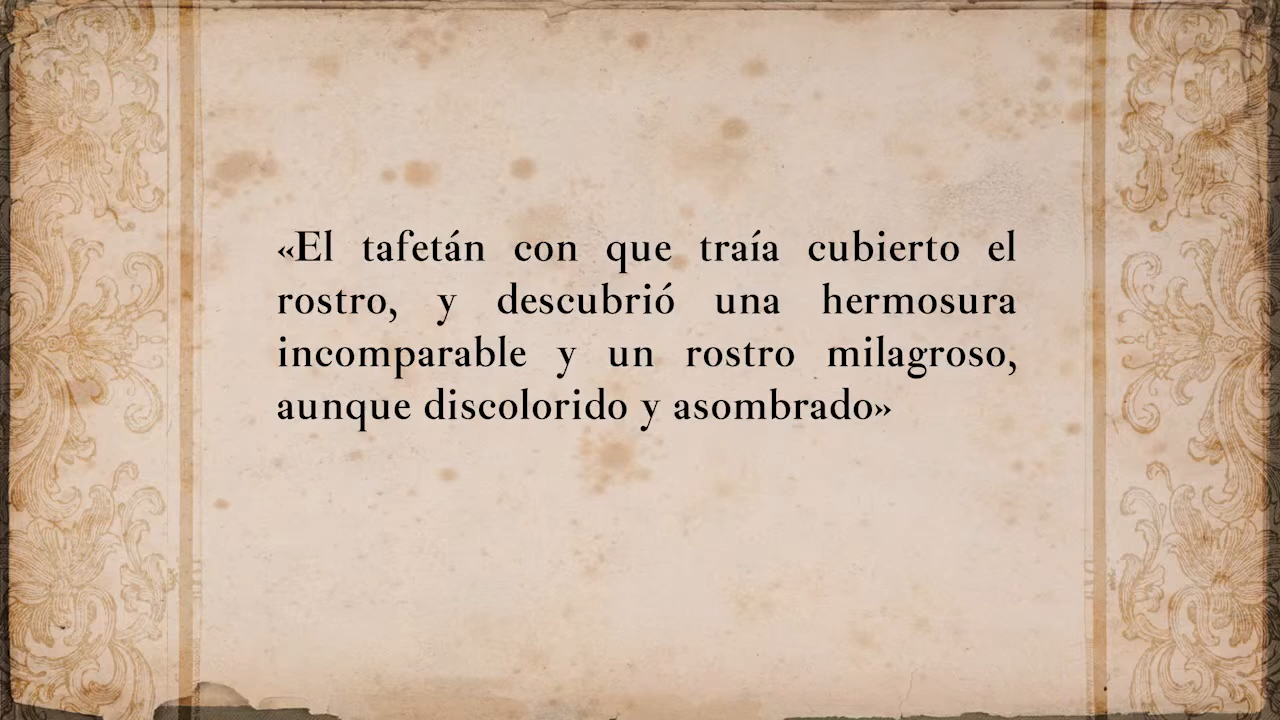 «El tafetán con que traía cubierto el
rostro, y descubrió una hermosura
incomparable y un rostro milagroso,
aunque discolorido y asombrado»